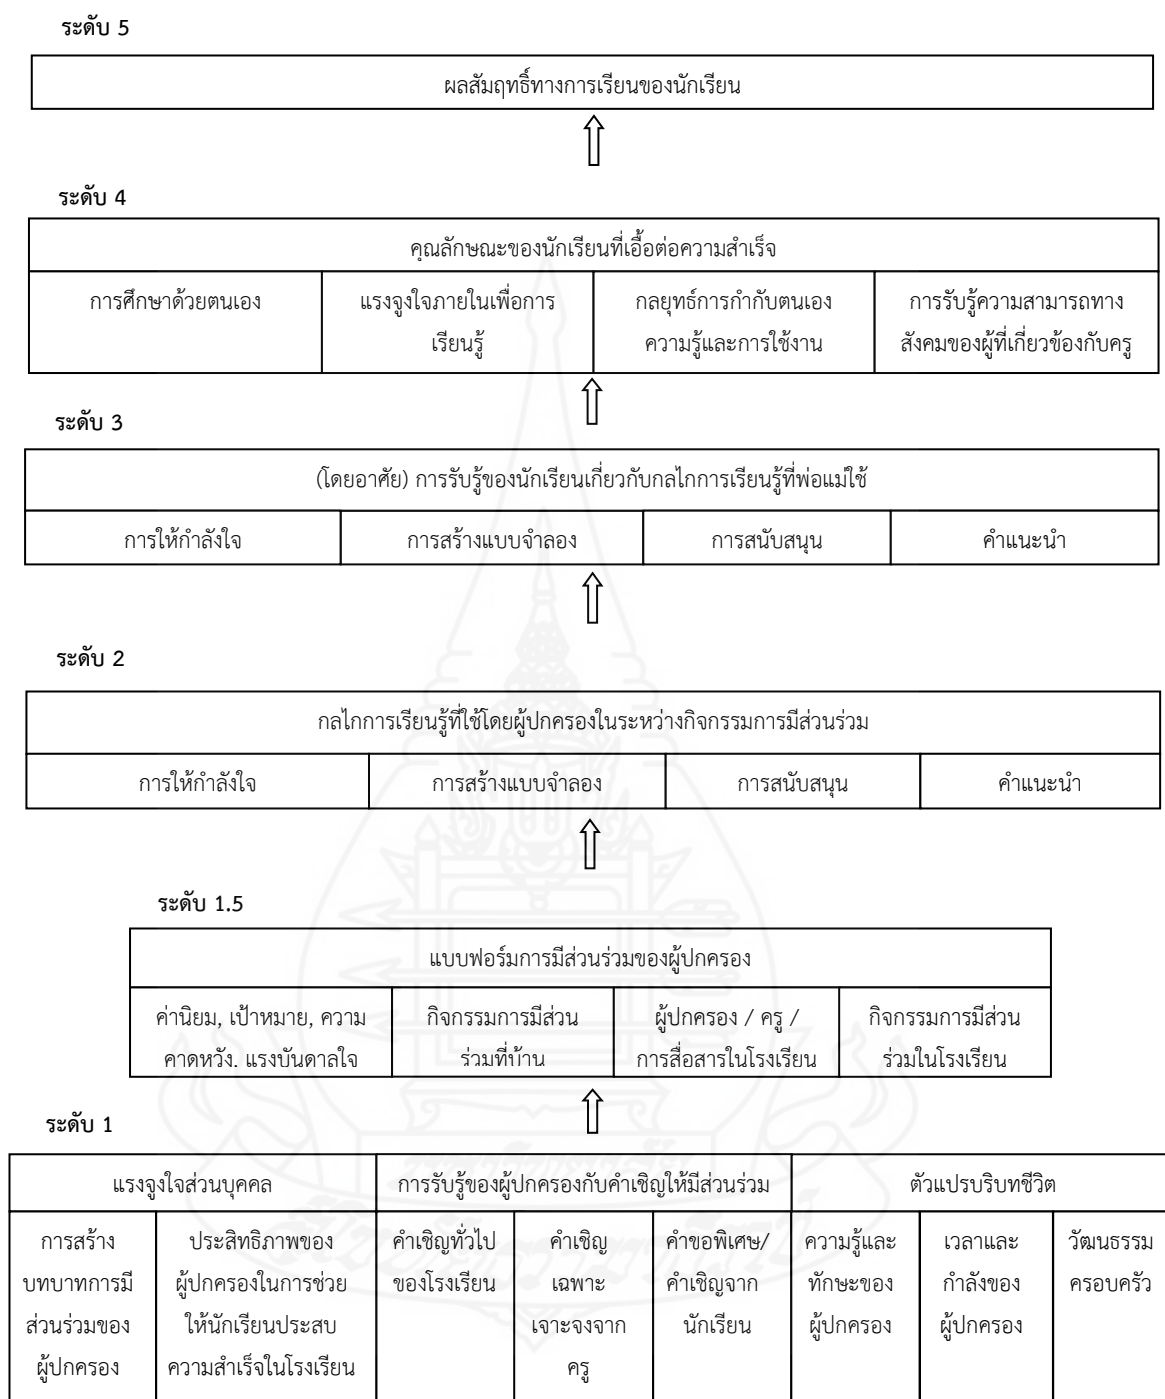 ระดับ 5
ผลสัมฤทธิ์ทางการเรียนของนักเรียน
ระดับ 4
คุณลักษณะของนักเรียนที่เอื้อต่อความสำเร็จ
การศึกษาด้วยตนเอง
แรงจูงใจภายในเพื่อการ
เรียนรู้
กลยุทธ์การกำกับตนเอง
ความรู้และการใช้งาน
การรับรู้ความสามารถทาง
สังคมของผู้ที่เกี่ยวข้องกับครู
ระดับ 3
(โดยอาศัย) การรับรู้ของนักเรียนเกี่ยวกับกลไกการเรียนรู้ที่พ่อแม่ใช้
การให้กำลังใจ
การสร้างแบบจำลอง
การสนับสนุน
คำแนะนำ
ระดับ 2
กลไกการเรียนรู้ที่ใช้โดยผู้ปกครองในระหว่างกิจกรรมการมีส่วนร่วม
การให้กำลังใจ
การสร้างแบบจำลอง
การสนับสนุน
คำแนะนำ
ระดับ 1.5
แบบฟอร์มการมีส่วนร่วมของผู้ปกครอง
ค่านิยม, เป้าหมาย, ความ
คาดหวัง. แรงบันดาลใจ
กิจกรรมการมีส่วน
ร่วมที่บ้าน
ผู้ปกครอง / ครู /
การสื่อสารในโรงเรียน
กิจกรรมการมีส่วน
ร่วมในโรงเรียน
ระดับ 1
แรงจูงใจส่วนบุคคล
การรับรู้ของผู้ปกครองกับคำเชิญให้มีส่วนร่วม
ตัวแปรบริบทชีวิต
การสร้าง
บทบาทการมี
ส่วนร่วมของ
ผู้ปกครอง
ประสิทธิภาพของ
ผู้ปกครองในการช่วย
ให้นักเรียนประสบ
ความสำเร็จในโรงเรียน
คำเชิญทั่วไป
ของโรงเรียน
คำเชิญ
เฉพาะ
เจาะจงจาก
ครู
คำขอพิเศษ/
คำเชิญจาก
นักเรียน
ความรู้และ
ทักษะของ
ผู้ปกครอง
เวลาและ
กำลังของ
ผู้ปกครอง
วัฒนธรรม
ครอบครัว